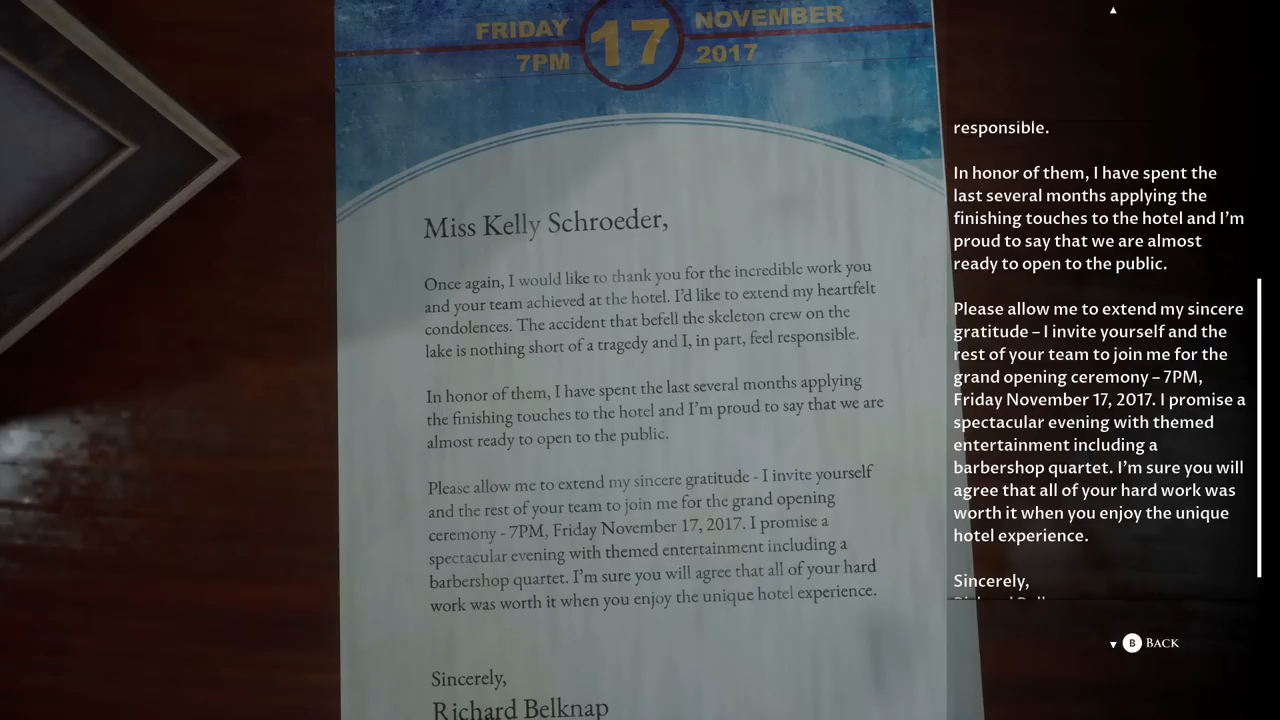 FRIDAY 17 NOVEMBER
7PM 2017
Miss Kelly Schroeder,
Once again, I would like to thank you for the incredible work you
and your team achieved at the hotel. I'd like to extend my heartfelt
condolences. The accident that befell the skeleton crew on the
lake is nothing short of a tragedy and I, in part, feel responsible.
In honor of them, I have spent the last several months applying
the finishing touches to the hotel and I'm proud to say that we are
almost ready to open to the public.
Please allow me to extend my sincere gratitude - I invite yourself
and the rest of your team to join me for the grand opening
ceremony - 7PM, Friday November 17, 2017. I promise a
spectacular evening with themed entertainment including a
barbershop quartet. I'm sure you will agree that all of your hard
work was worth it when you enjoy the unique hotel experience.
Sincerely,
Richard Belknap
responsible.
In honor of them, I have spent the
last several months applying the
finishing touches to the hotel and I'm
proud to say that we are almost
ready to open to the public.
Please allow me to extend my sincere
gratitude – I invite yourself and the
rest of your team to join me for the
grand opening ceremony – 7PM,
Friday November 17, 2017. I promise a
spectacular evening with themed
entertainment including a
barbershop quartet. I'm sure you will
agree that all of your hard work was
worth it when you enjoy the unique
hotel experience.
Sincerely,
B BACK